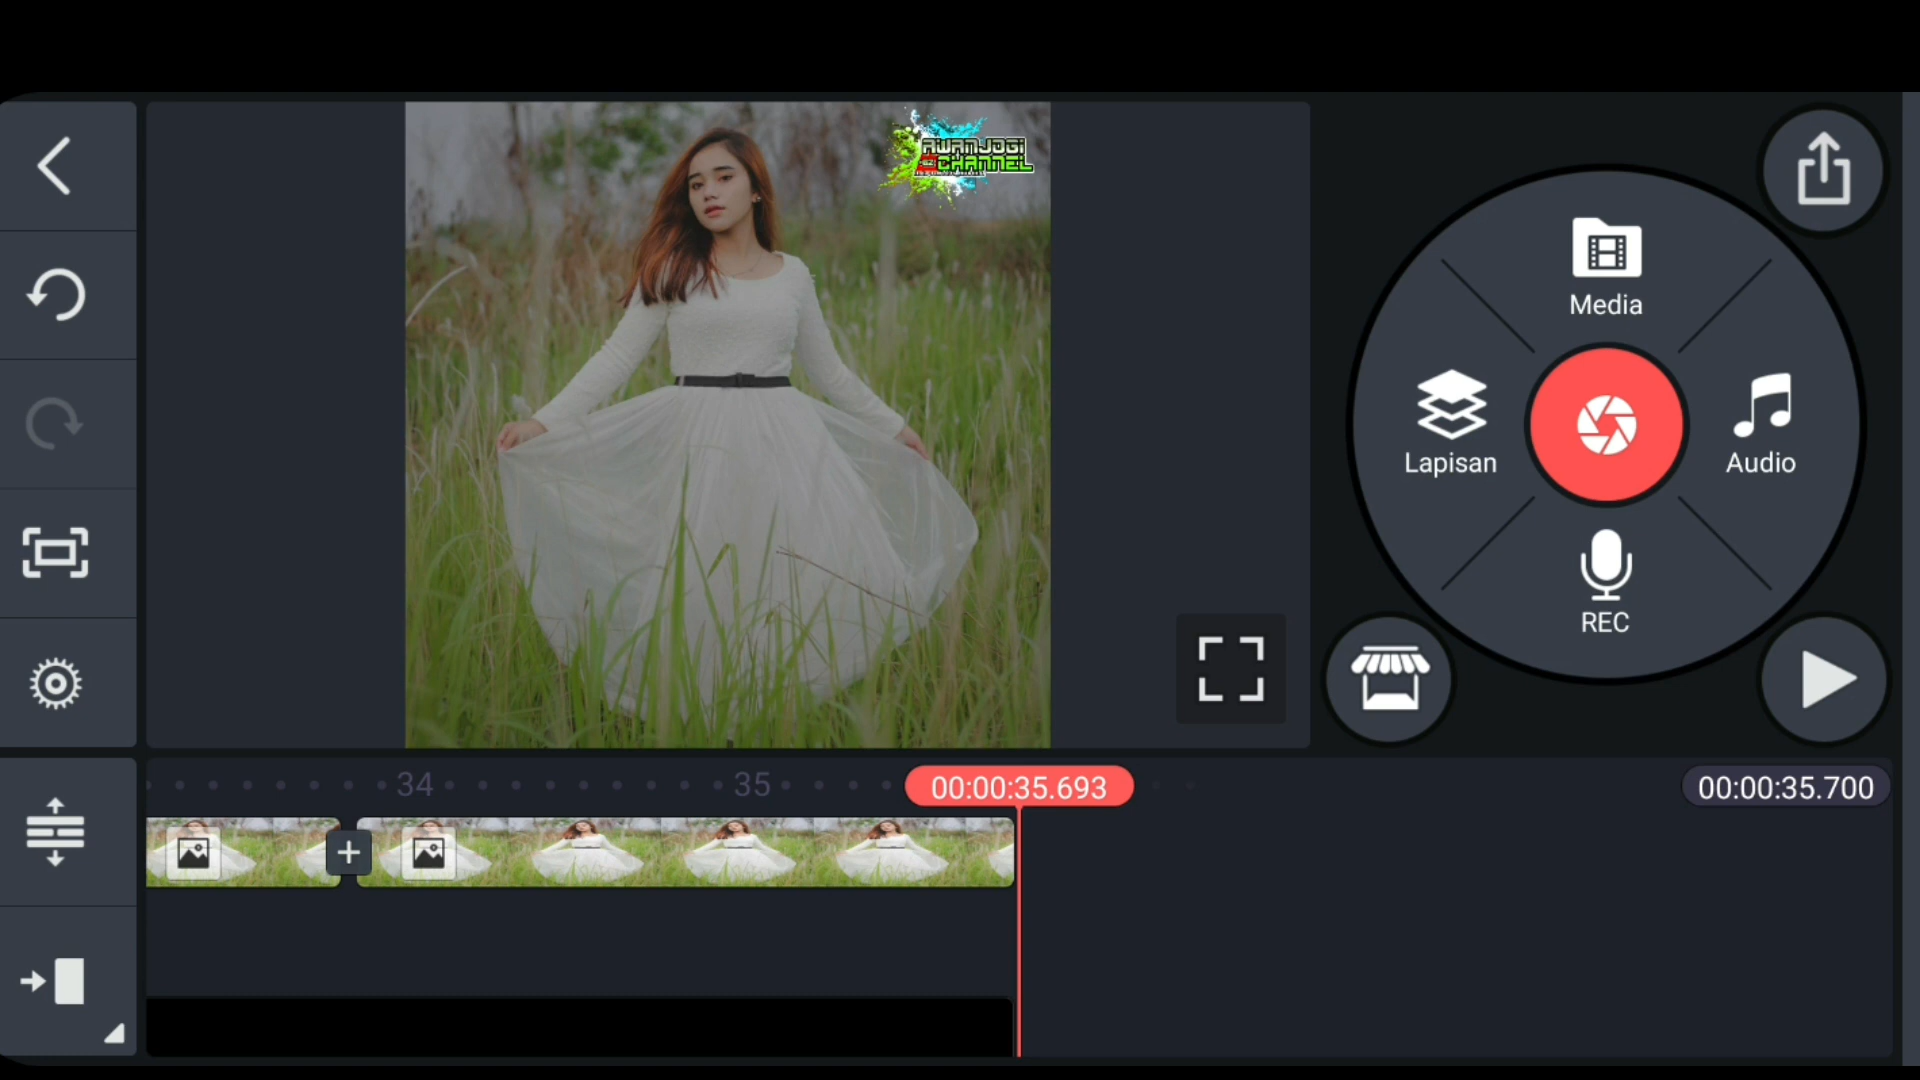 AWANJOGI
CHANNEL
Media
Lapisan
Audio
REC
34
35
00:00:35.693
00:00:35.700